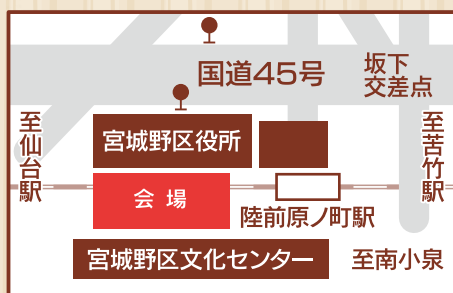 国道45号
坂下
交差点
至仙台駅
宮城野区役所
至苦竹駅
会場
陸前原ノ町駅
宮城野区文化センター
至南小泉